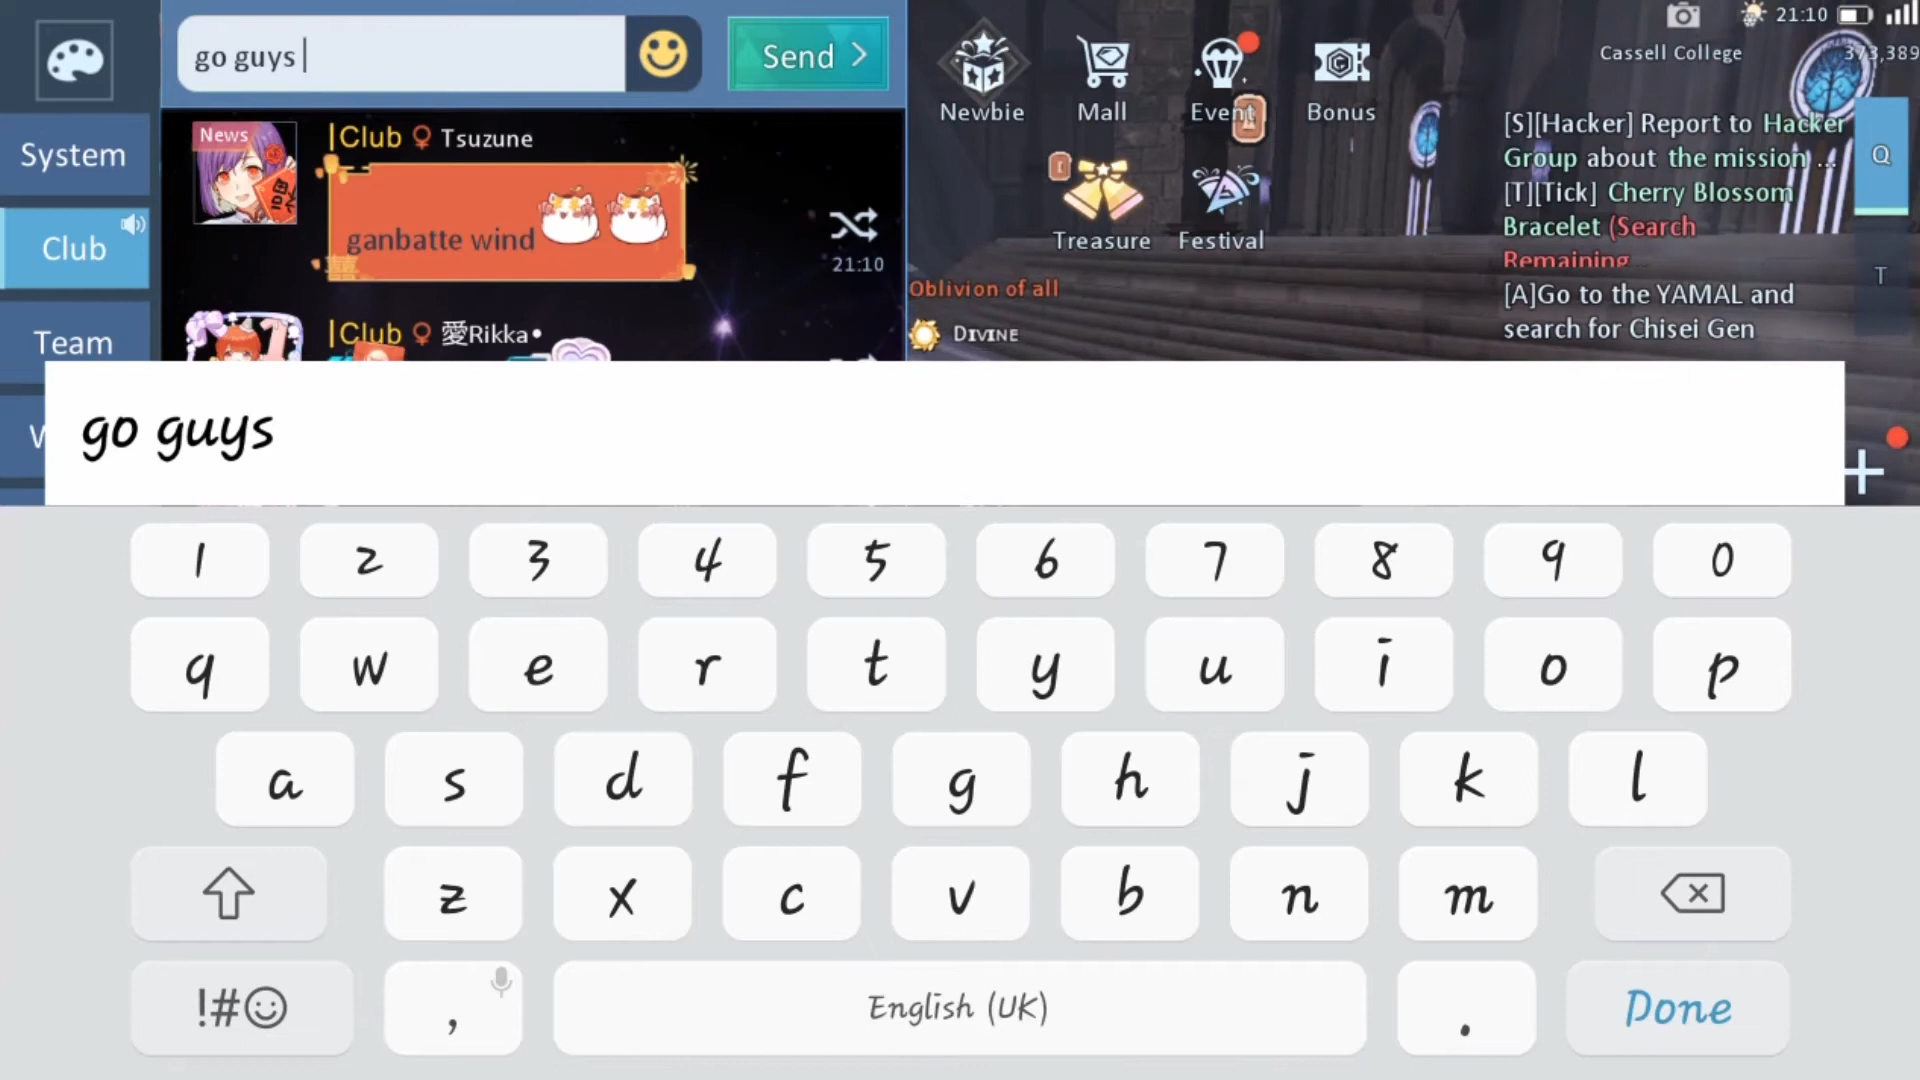 go guys
Send >
System
Club
Team
W
News
|Club ♀ Tsuzune
ganbatte wind
21:10
|Club ♀ 愛Rikka•
Newbie
Mall
Event
Bonus
Treasure
Festival
Oblivion of all
DIVINE
21:10
Cassell College
373,389
[S][Hacker] Report to Hacker
Group about the mission ...
[T][Tick] Cherry Blossom
Bracelet (Search
Remaining
[A]Go to the YAMAL and
search for Chisei Gen
Q
T
go guys
1 2 3 4 5 6 7 8 9 0
q w e r t y u i o p
a s d f g h j k l
z x c v b n m
!#☺ , English (UK) . Done